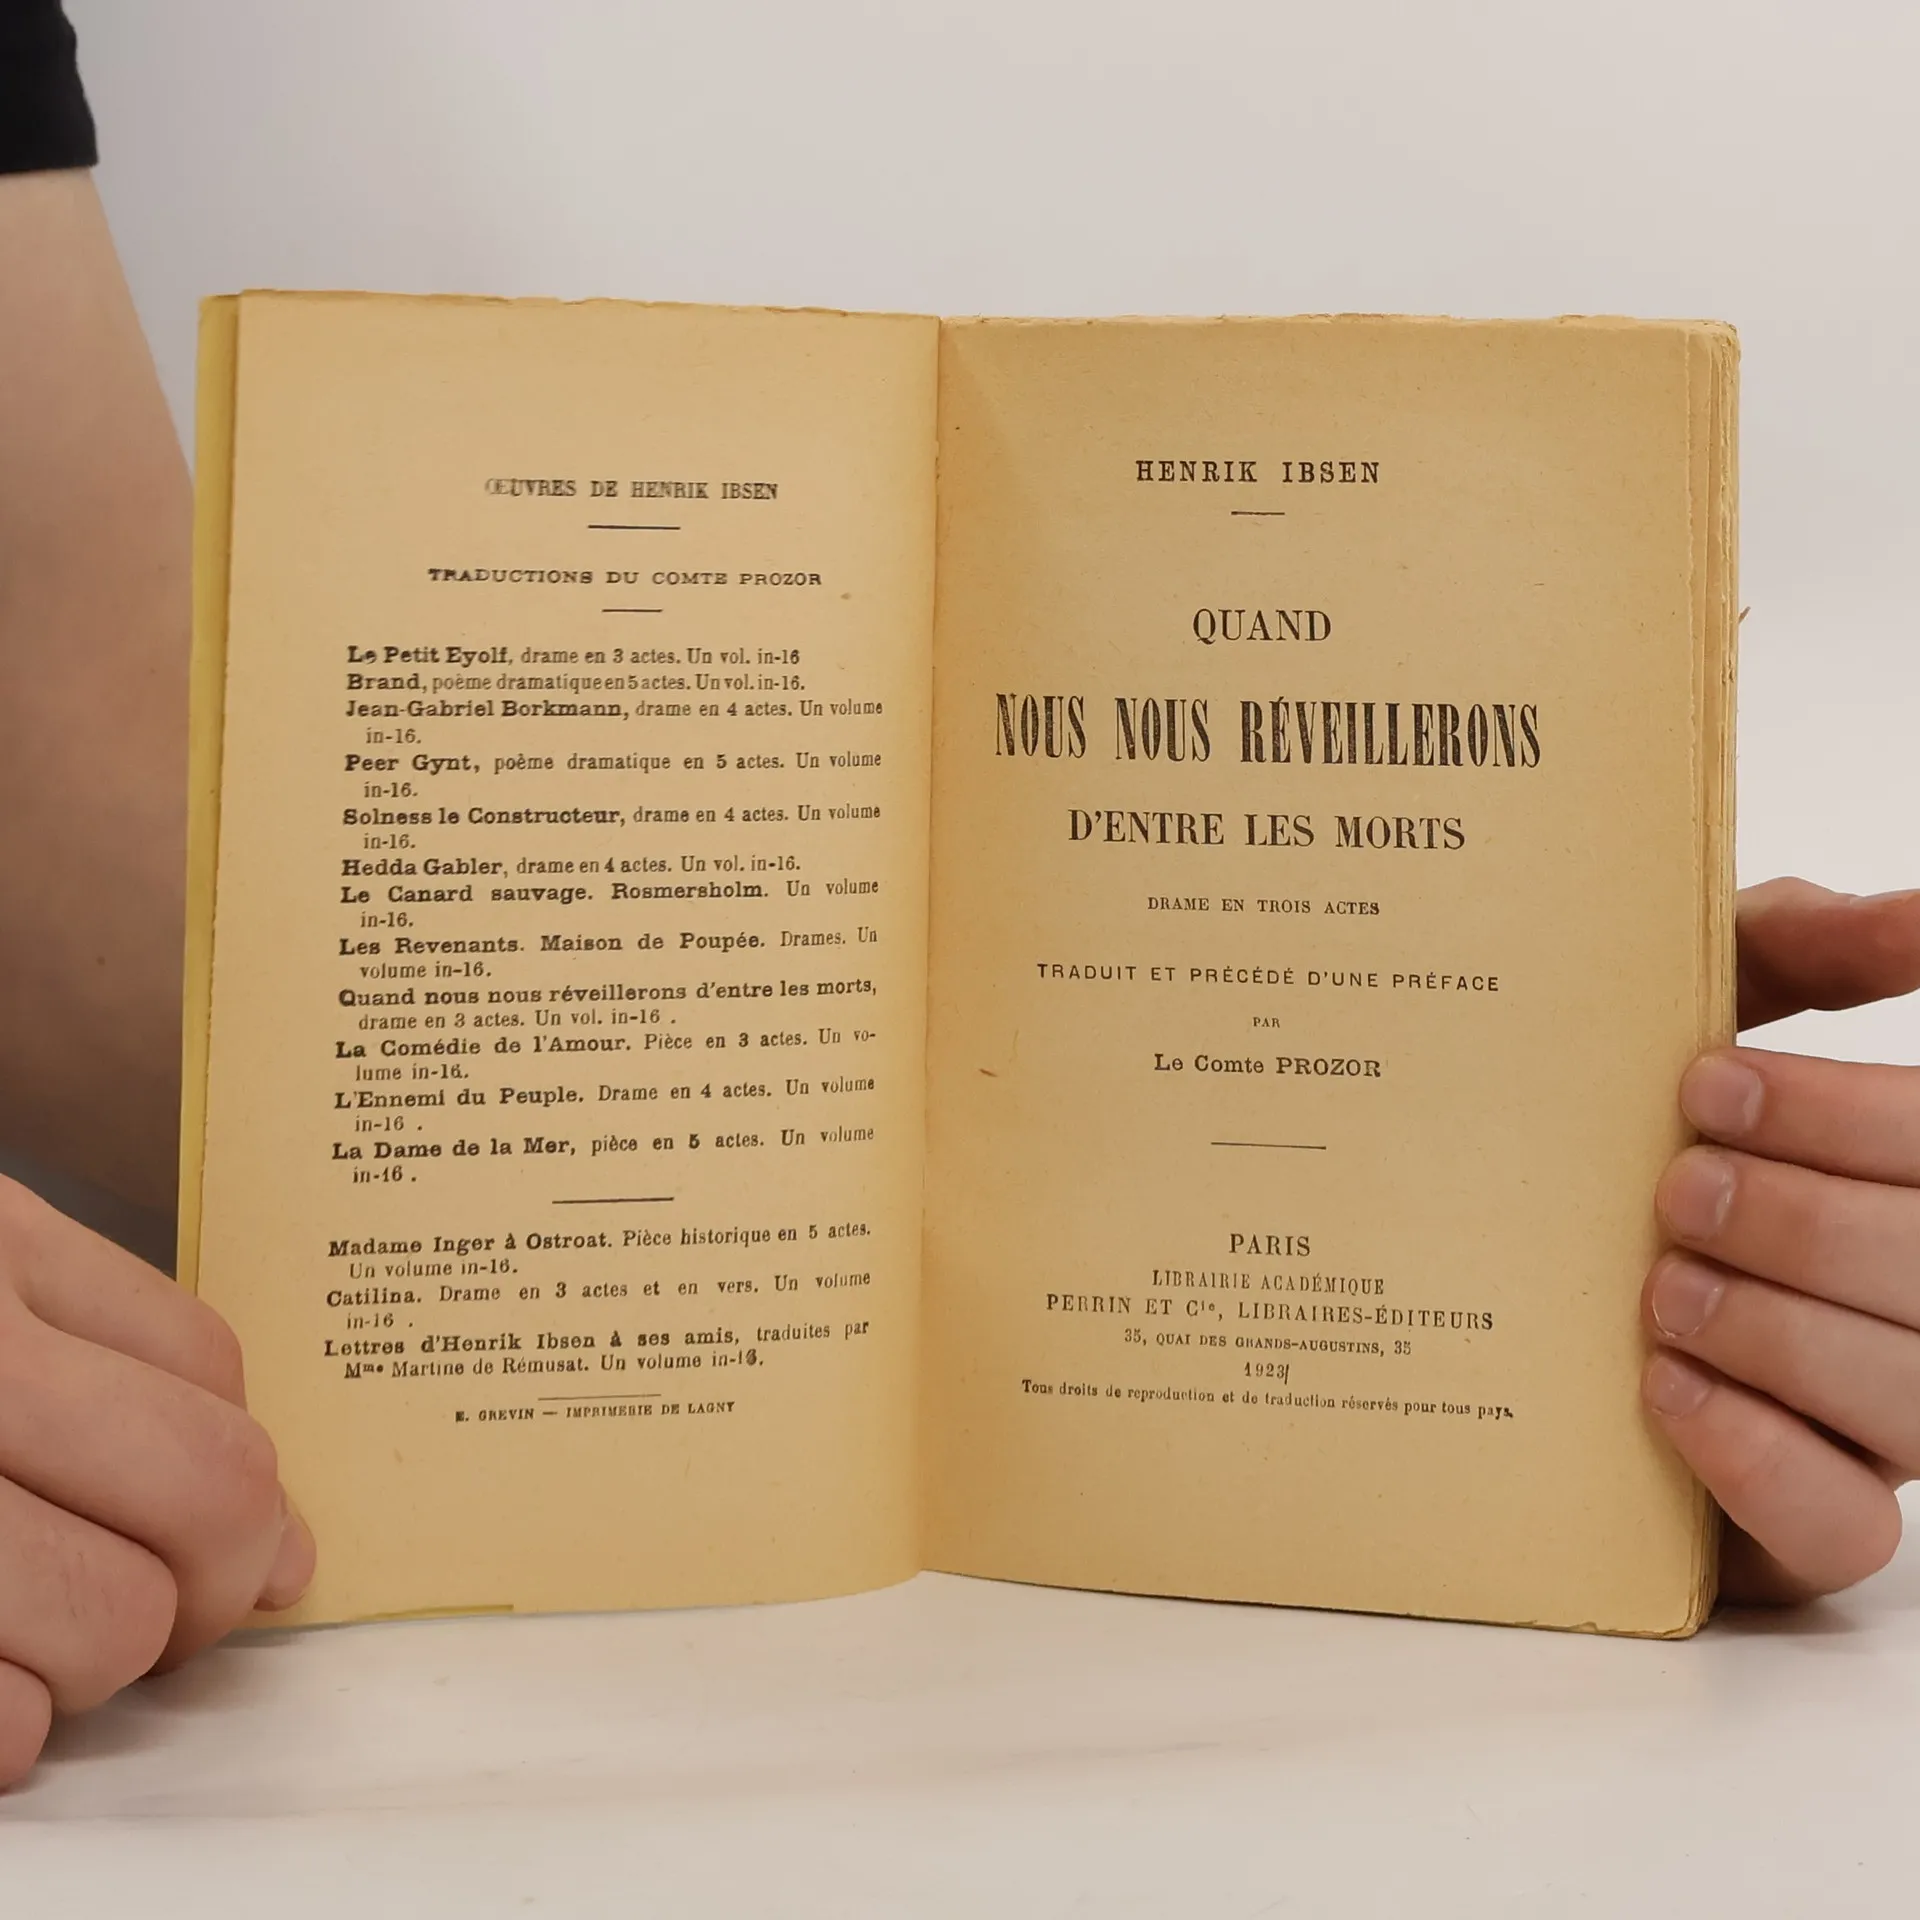 ŒUVRES DE HENRIK IBSEN
TRADUCTIONS DU COMTE PROZOR
Le Petit Eyolf, drame en 3 actes. Un vol. in-16
Brand, poème dramatique en 5 actes. Un vol. in-16.
Jean-Gabriel Borkmann, drame en 4 actes. Un volume
in-16.
Peer Gynt, poème dramatique en 5 actes. Un volume
in-16.
Solness le Constructeur, drame en 4 actes. Un volume
in-16.
Hedda Gabler, drame en 4 actes. Un vol. in-16.
Le Canard sauvage. Rosmersholm. Un volume
in-16.
Les Revenants. Maison de Poupée. Drames. Un
volume in-16.
Quand nous nous réveillerons d'entre les morts,
drame en 3 actes. Un vol. in-16 .
La Comédie de l'Amour. Pièce en 3 actes. Un vo-
lume in-16.
L'Ennemi du Peuple. Drame en 4 actes. Un volume
in-16 .
La Dame de la Mer, pièce en 5 actes. Un volume
in-16 .
Madame Inger à Ostroat. Pièce historique en 5 actes.
Un volume in-16.
Catilina. Drame en 3 actes et en vers. Un volume
in-16 .
Lettres d'Henrik Ibsen à ses amis, traduites par
Mme Martine de Rémusat. Un volume in-16.
E. GREVIN — IMPRIMERIE DE LAGNY
HENRIK IBSEN
QUAND
NOUS NOUS RÉVEILLERONS
D'ENTRE LES MORTS
DRAME EN TROIS ACTES
TRADUIT ET PRÉCÉDÉ D'UNE PRÉFACE
PAR
Le Comte PROZOR
PARIS
LIBRAIRIE ACADÉMIQUE
PERRIN ET Cie, LIBRAIRES-ÉDITEURS
35, QUAI DES GRANDS-AUGUSTINS, 35
1923
Tous droits de reproduction et de traduction réservés pour tous pays.